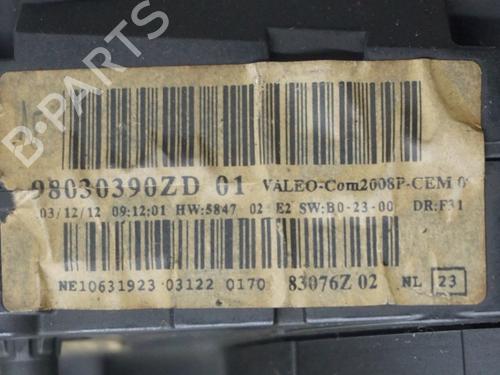 B-PARTS
98030390ZD 01 VALEO-Com2008P-CEM 0
03/12/12 09:12:01 HW:5847 02 E2 SW:B0-23-00 DR:F31
NE10631923 03122 0170 83076Z 02 NL 23